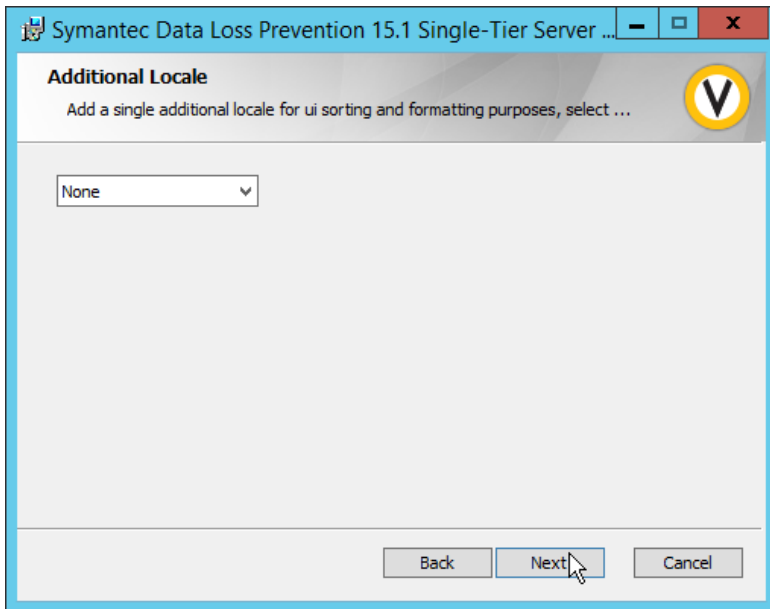 Symantec Data Loss Prevention 15.1 Single-Tier Server ...
Additional Locale
Add a single additional locale for ui sorting and formatting purposes, select ...
None
Back Next Cancel